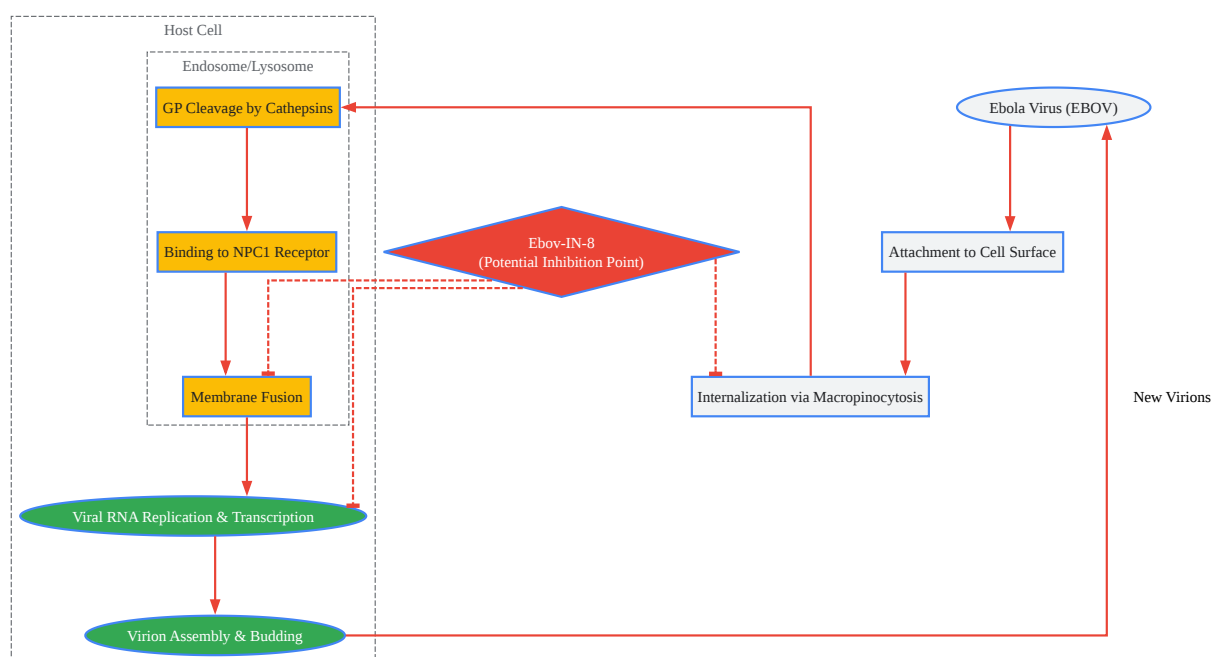 Host Cell
Endosome/Lysosome
GP Cleavage by Cathepsins
Ebola Virus (EBOV)
Ebov-IN-8
(Potential Inhibition Point)
Binding to NPC1 Receptor
Attachment to Cell Surface
Membrane Fusion
Internalization via Macropinocytosis
New Virions
Viral RNA Replication & Transcription
Virion Assembly & Budding